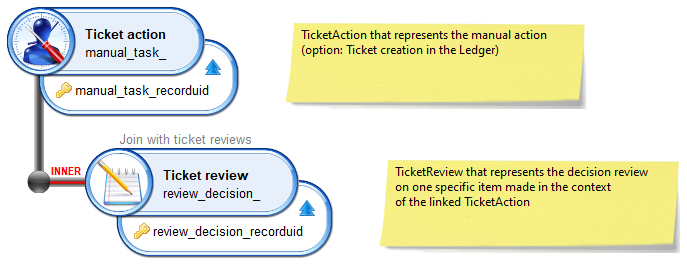 Ticket action
manual_task_
manual_task_recorduid
TicketAction that represents the manual action
(option: Ticket creation in the Ledger)
Join with ticket reviews
INNER
Ticket review
review_decision_
review_decision_recorduid
TicketReview that represents the decision review
on one specific item made in the context
of the linked TicketAction